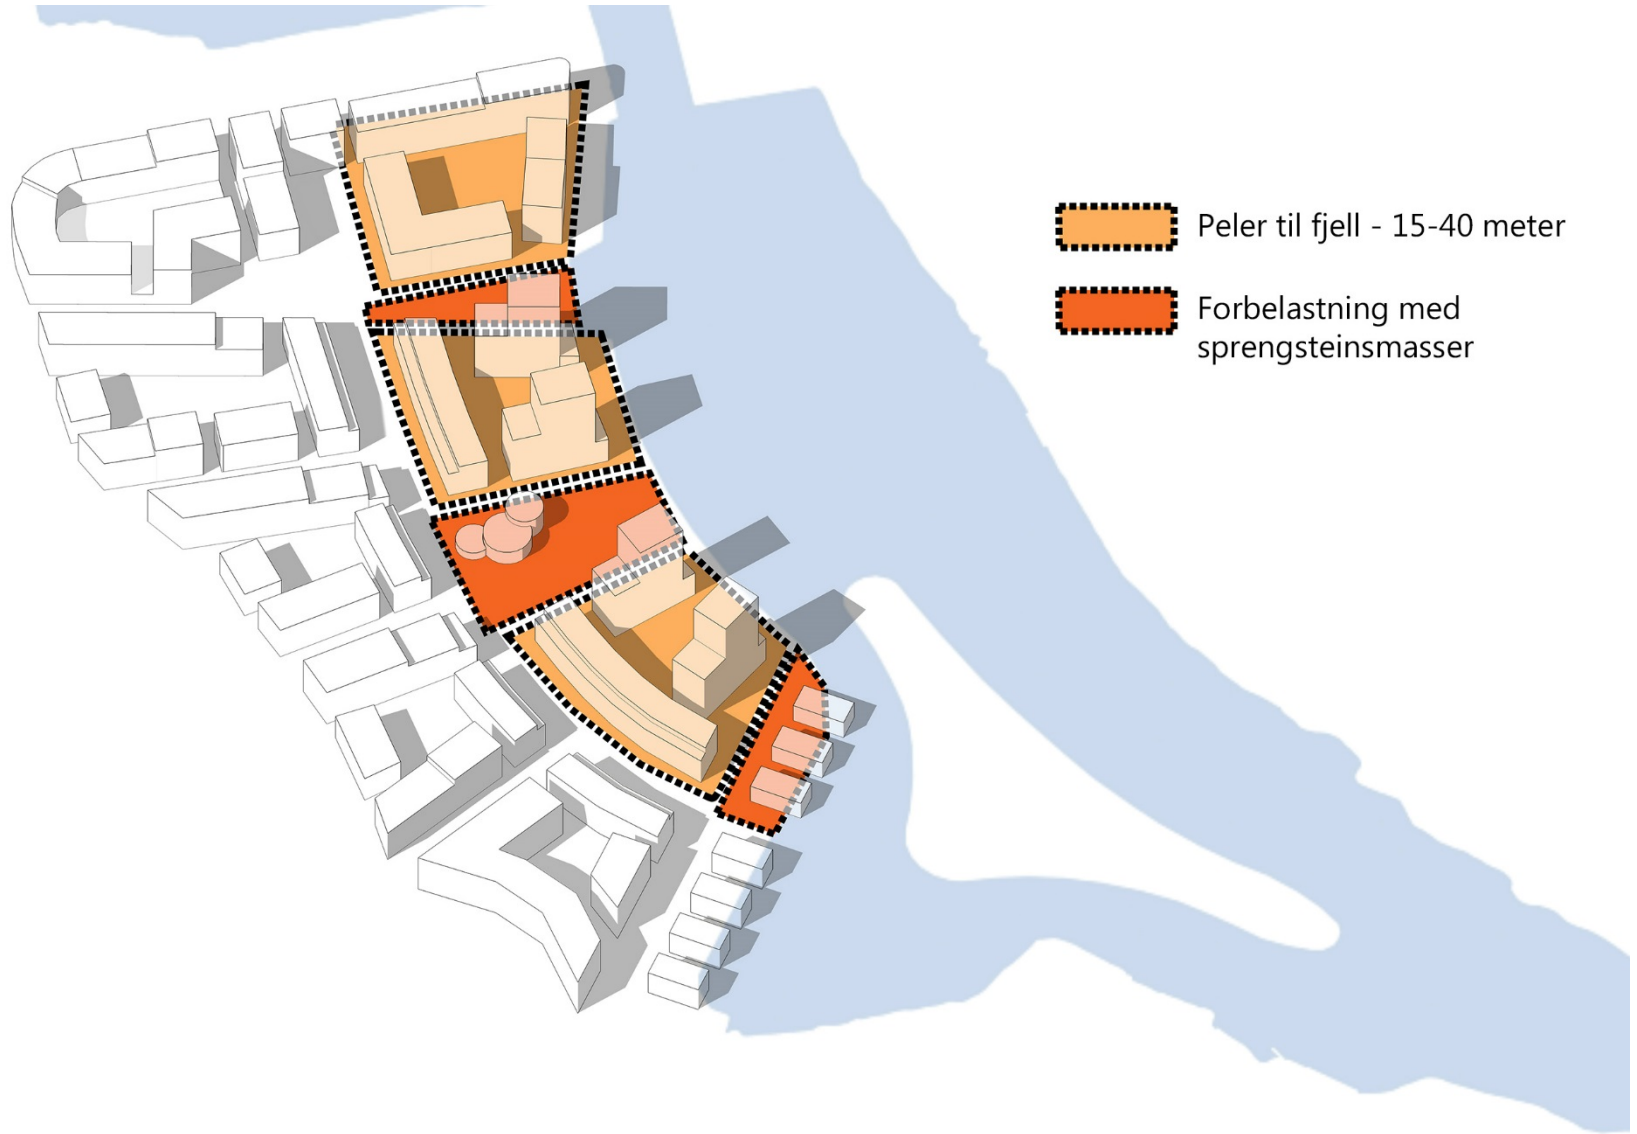 Peler til fjell - 15-40 meter
Forbelastning med
sprengsteinsmasser